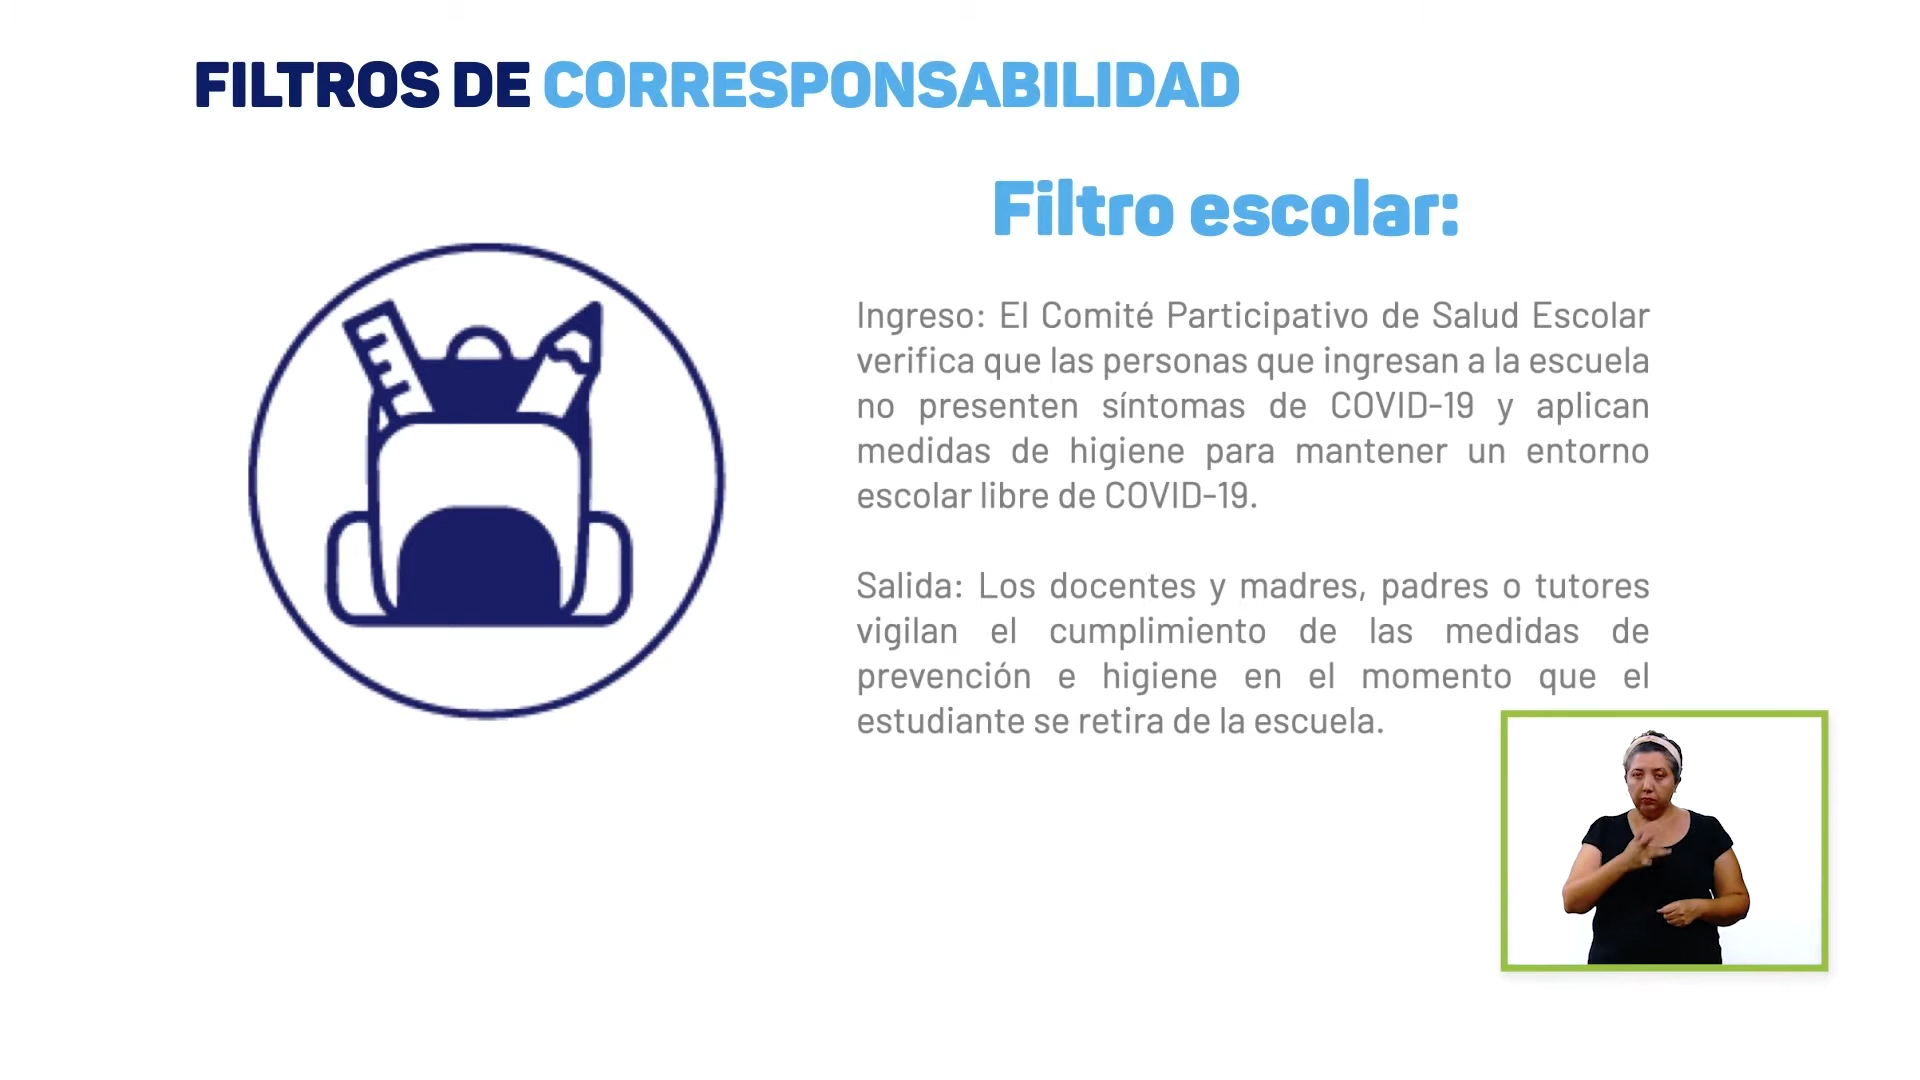 FILTROS DE CORRESPONSABILIDAD
Filtro escolar:
Ingreso: El Comité Participativo de Salud Escolar
verifica que las personas que ingresan a la escuela
no presenten síntomas de COVID-19 y aplican
medidas de higiene para mantener un entorno
escolar libre de COVID-19.
Salida: Los docentes y madres, padres o tutores
vigilan el cumplimiento de las medidas de
prevención e higiene en el momento que el
estudiante se retira de la escuela.